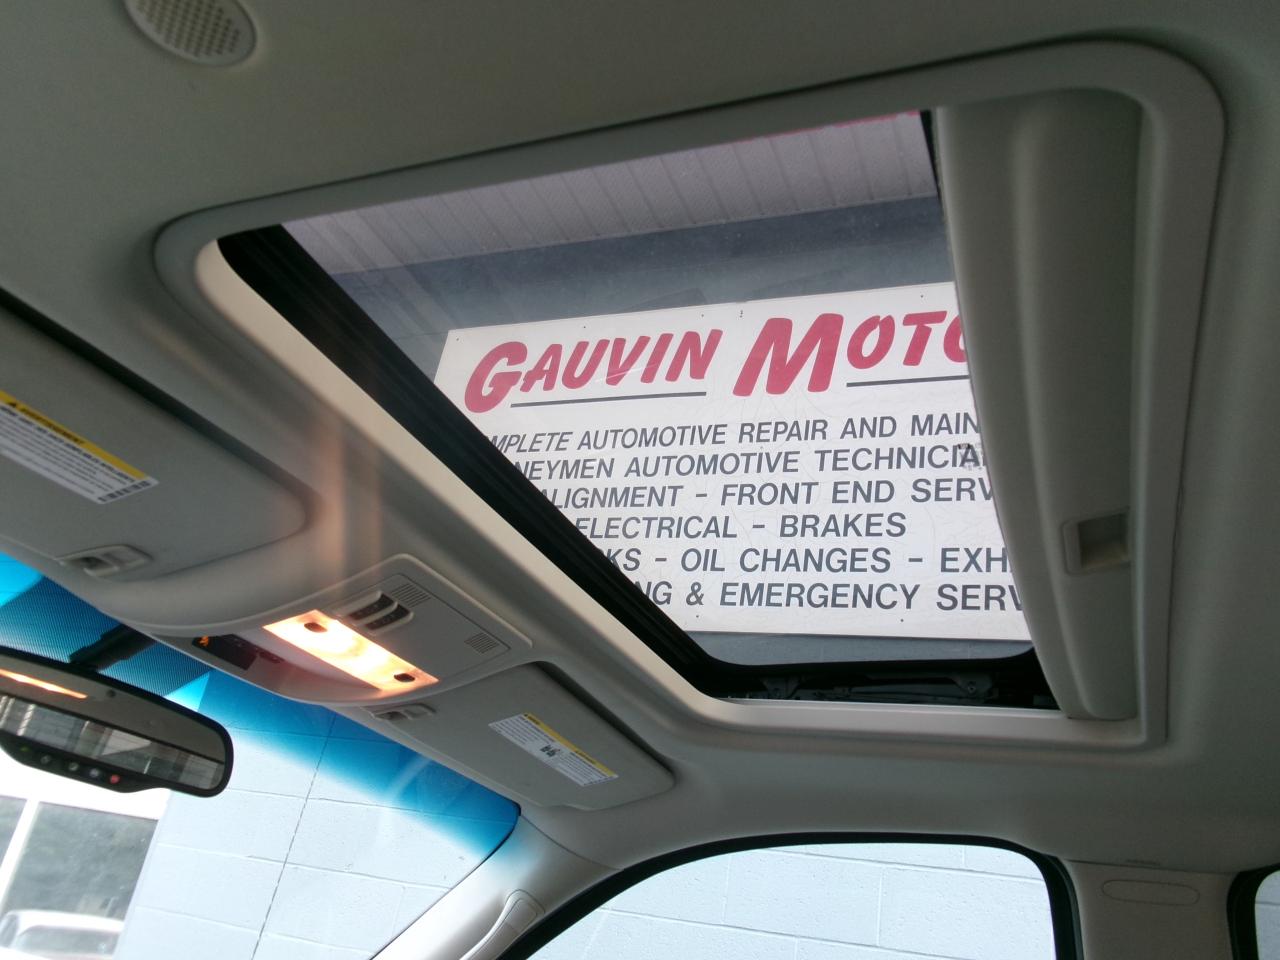 GAUVIN MOTO
MPLETE AUTOMOTIVE REPAIR AND MAIN
NEYMEN AUTOMOTIVE TECHNICIA
ALIGNMENT - FRONT END SERV
ELECTRICAL - BRAKES
KS - OIL CHANGES - EXH
NG & EMERGENCY SERV